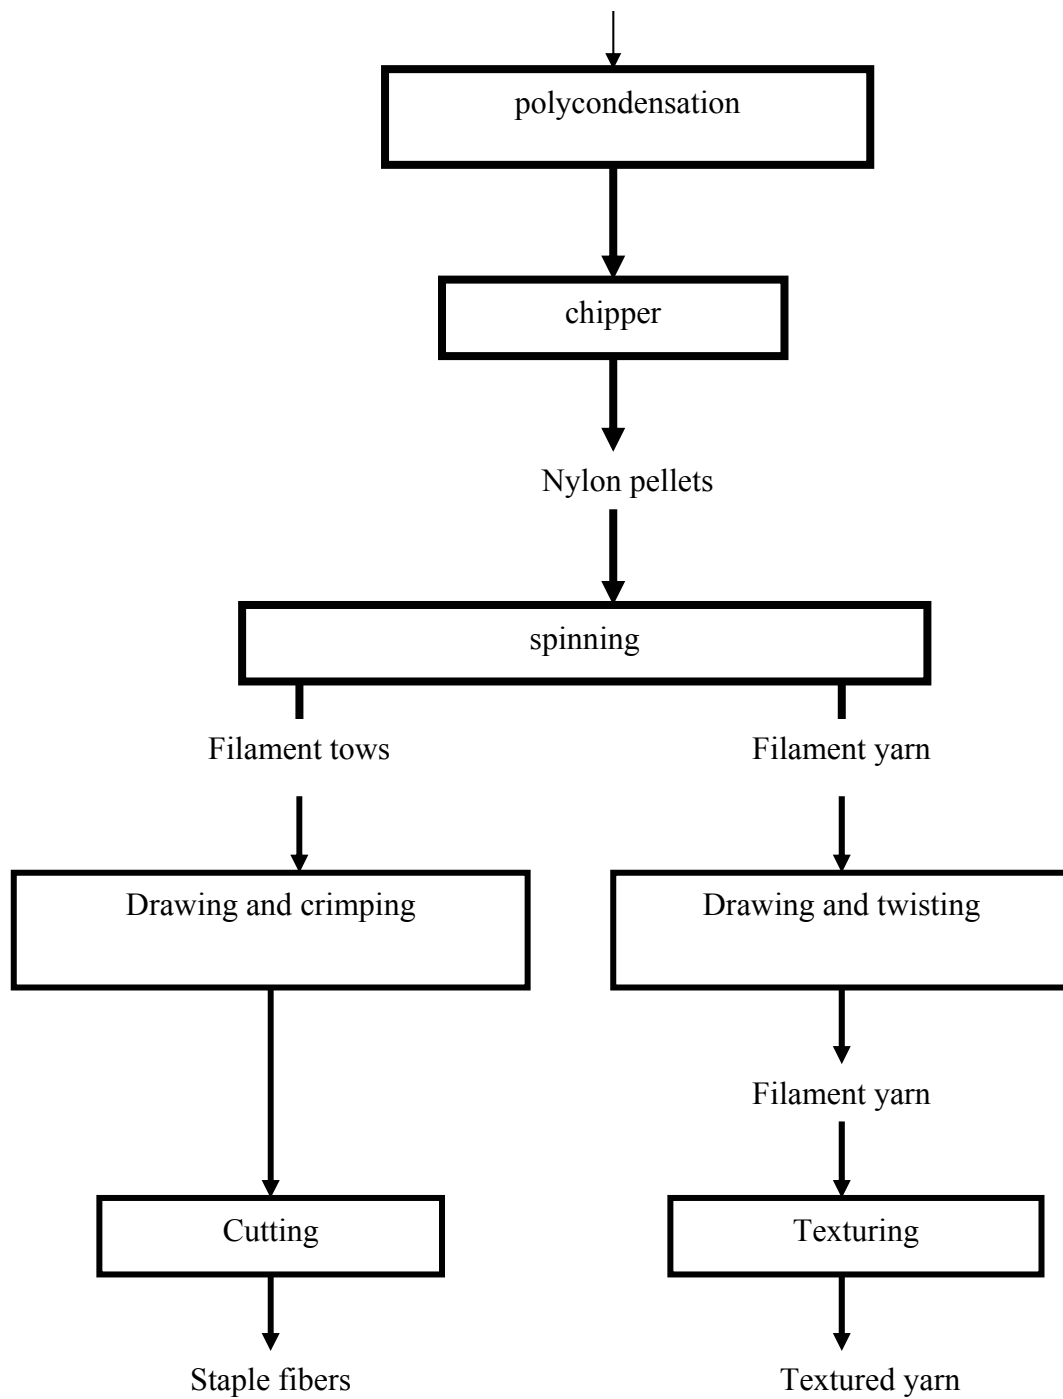 polycondensation
chipper
Nylon pellets
spinning
Filament tows
Filament yarn
Drawing and crimping
Drawing and twisting
Filament yarn
Cutting
Texturing
Staple fibers
Textured yarn